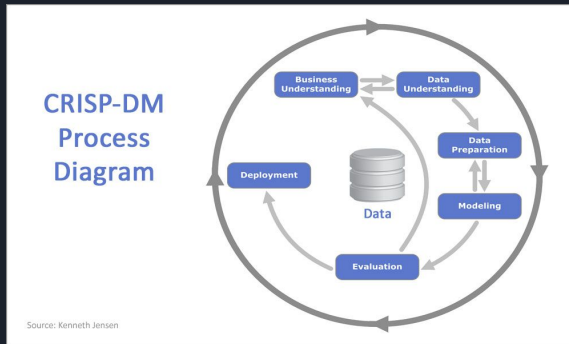 CRISP-DM
Process
Diagram
Business
Understanding
Data
Understanding
Data
Preparation
Modeling
Evaluation
Deployment
Data
Source: Kenneth Jensen